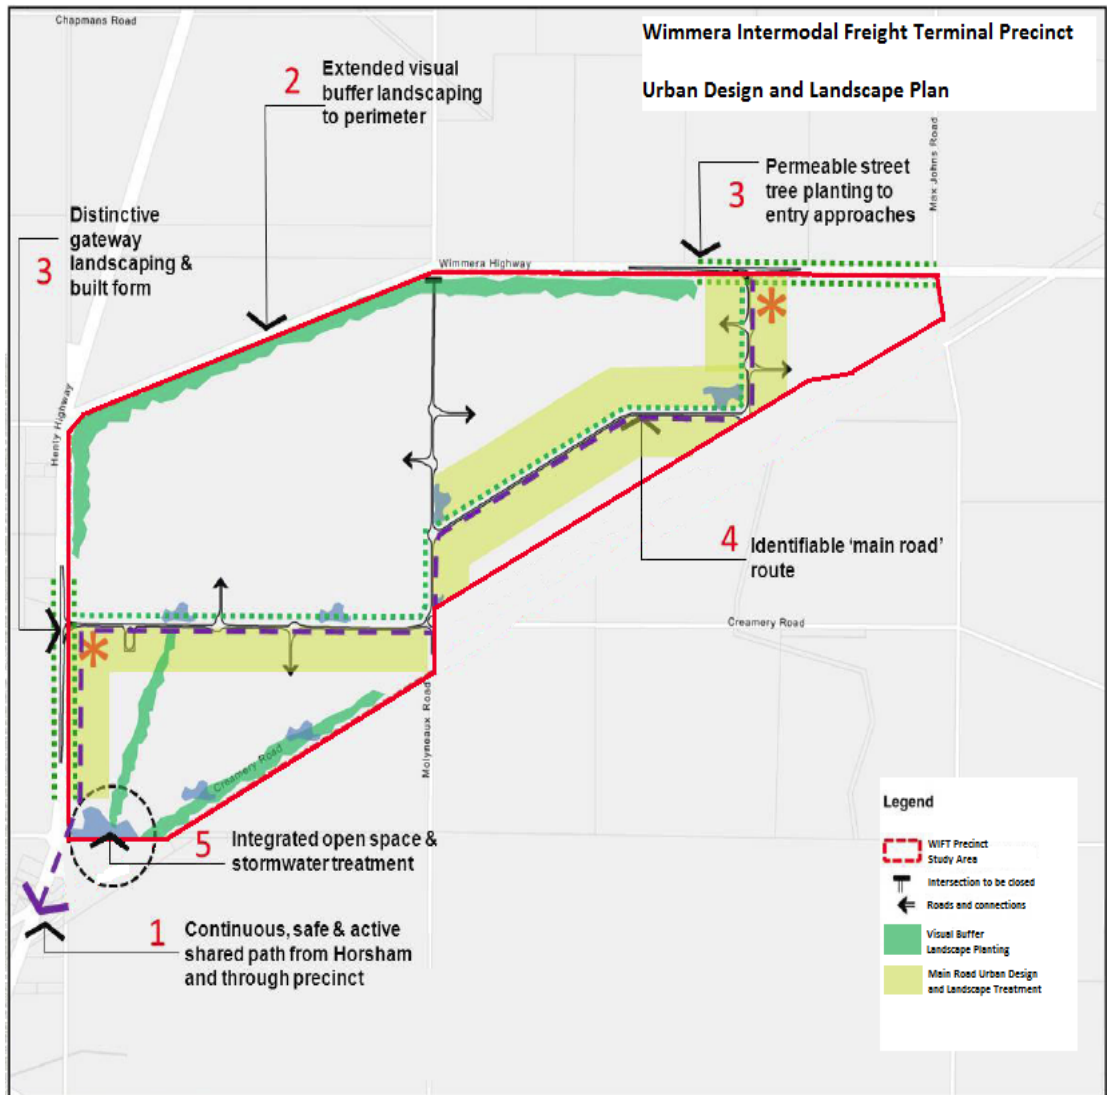 Chapmans Road
Wimmera Intermodal Freight Terminal Precinct
Urban Design and Landscape Plan
2
Extended visual
buffer landscaping
to perimeter
Max Johns Road
3
Permeable street
tree planting to
entry approaches
3
Distinctive
gateway
landscaping &
built form
Wimmera Highway
Henty Highway
4
Identifiable ‘main road’
route
Creamery Road
Molyneaux Road
Creamery Road
5
Integrated open space &
stormwater treatment
1
Continuous, safe & active
shared path from Horsham
and through precinct
Legend
WIFT Precinct
Study Area
Intersection to be closed
Roads and connections
Visual Buffer
Landscape Planting
Main Road Urban Design
and Landscape Treatment